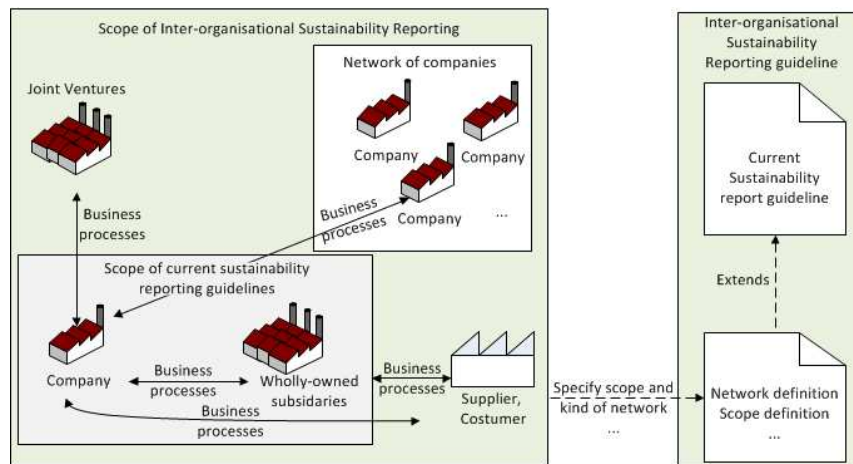 Scope of Inter-organisational Sustainability Reporting
Joint Ventures
Network of companies
Company
Company
Company
...
Business
processes
Business
processes
Scope of current sustainability
reporting guidelines
Company
Business
processes
Wholly-owned
subsidaries
Business
processes
Business
processes
Supplier,
Costumer
Specify scope and
kind of network
...
Inter-organisational
Sustainability
Reporting guideline
Current
Sustainability
report guideline
Extends
Network definition
Scope definition
...